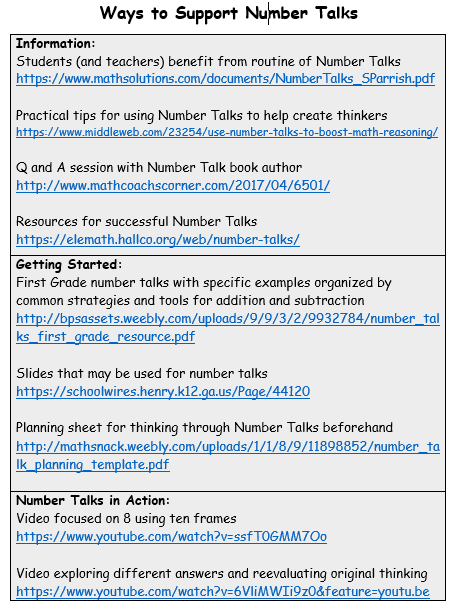 Ways to Support Number Talks
Information:
Students (and teachers) benefit from routine of Number Talks
https://www.mathsolutions.com/documents/NumberTalks_SParrish.pdf
Practical tips for using Number Talks to help create thinkers
https://www.middleweb.com/23254/use-number-talks-to-boost-math-reasoning/
Q and A session with Number Talk book author
http://www.mathcoachscorner.com/2017/04/6501/
Resources for successful Number Talks
https://elemath.hallco.org/web/number-talks/
Getting Started:
First Grade number talks with specific examples organized by
common strategies and tools for addition and subtraction
http://bpsassets.weebly.com/uploads/9/9/3/2/9932784/number_tal
ks_first_grade_resource.pdf
Slides that may be used for number talks
https://schoolwires.henry.k12.ga.us/Page/44120
Planning sheet for thinking through Number Talks beforehand
http://mathsnack.weebly.com/uploads/1/1/8/9/11898852/number_ta
lk_planning_template.pdf
Number Talks in Action:
Video focused on 8 using ten frames
https://www.youtube.com/watch?v=ssfT0GMM7Oo
Video exploring different answers and reevaluating original thinking
https://www.youtube.com/watch?v=6VliMWIi9z0&feature=youtu.be